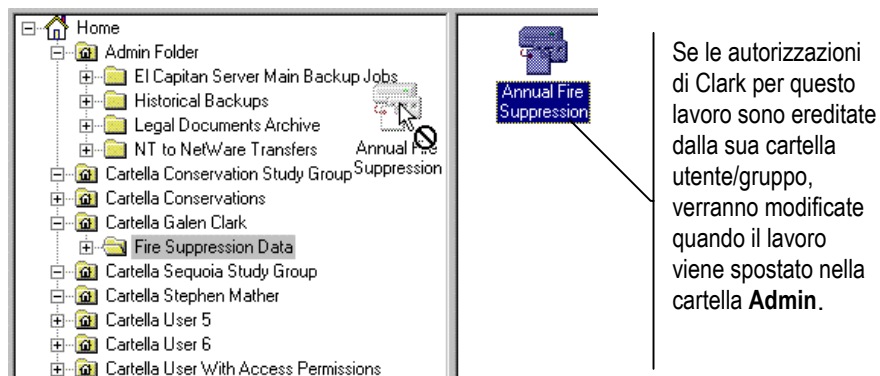 Home
Admin Folder
El Capitan Server Main Backup Jobs
Historical Backups
Legal Documents Archive
NT to NetWare Transfers
Annual Fire
Suppression
Cartella Conservation Study Group
Cartella Conservations
Cartella Galen Clark
Fire Suppression Data
Cartella Sequoia Study Group
Cartella Stephen Mather
Cartella User 5
Cartella User 6
Cartella User With Access Permissions
Annual Fire
Suppression
Se le autorizzazioni
di Clark per questo
lavoro sono ereditate
dalla sua cartella
utente/gruppo,
verranno modificate
quando il lavoro
viene spostato nella
cartella Admin.